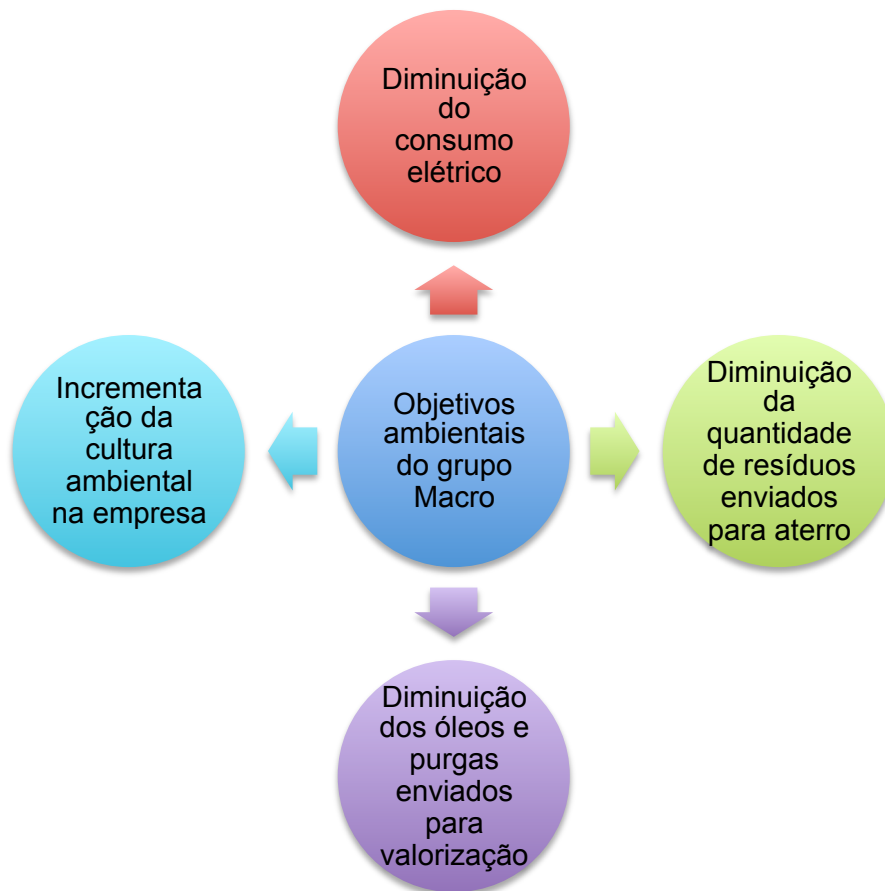 Diminuição
do
consumo
elétrico
Incrementa
ção da
cultura
ambiental
na empresa
Objetivos
ambientais
do grupo
Macro
Diminuição
da
quantidade
de resíduos
enviados
para aterro
Diminuição
dos óleos e
purgas
enviados
para
valorização